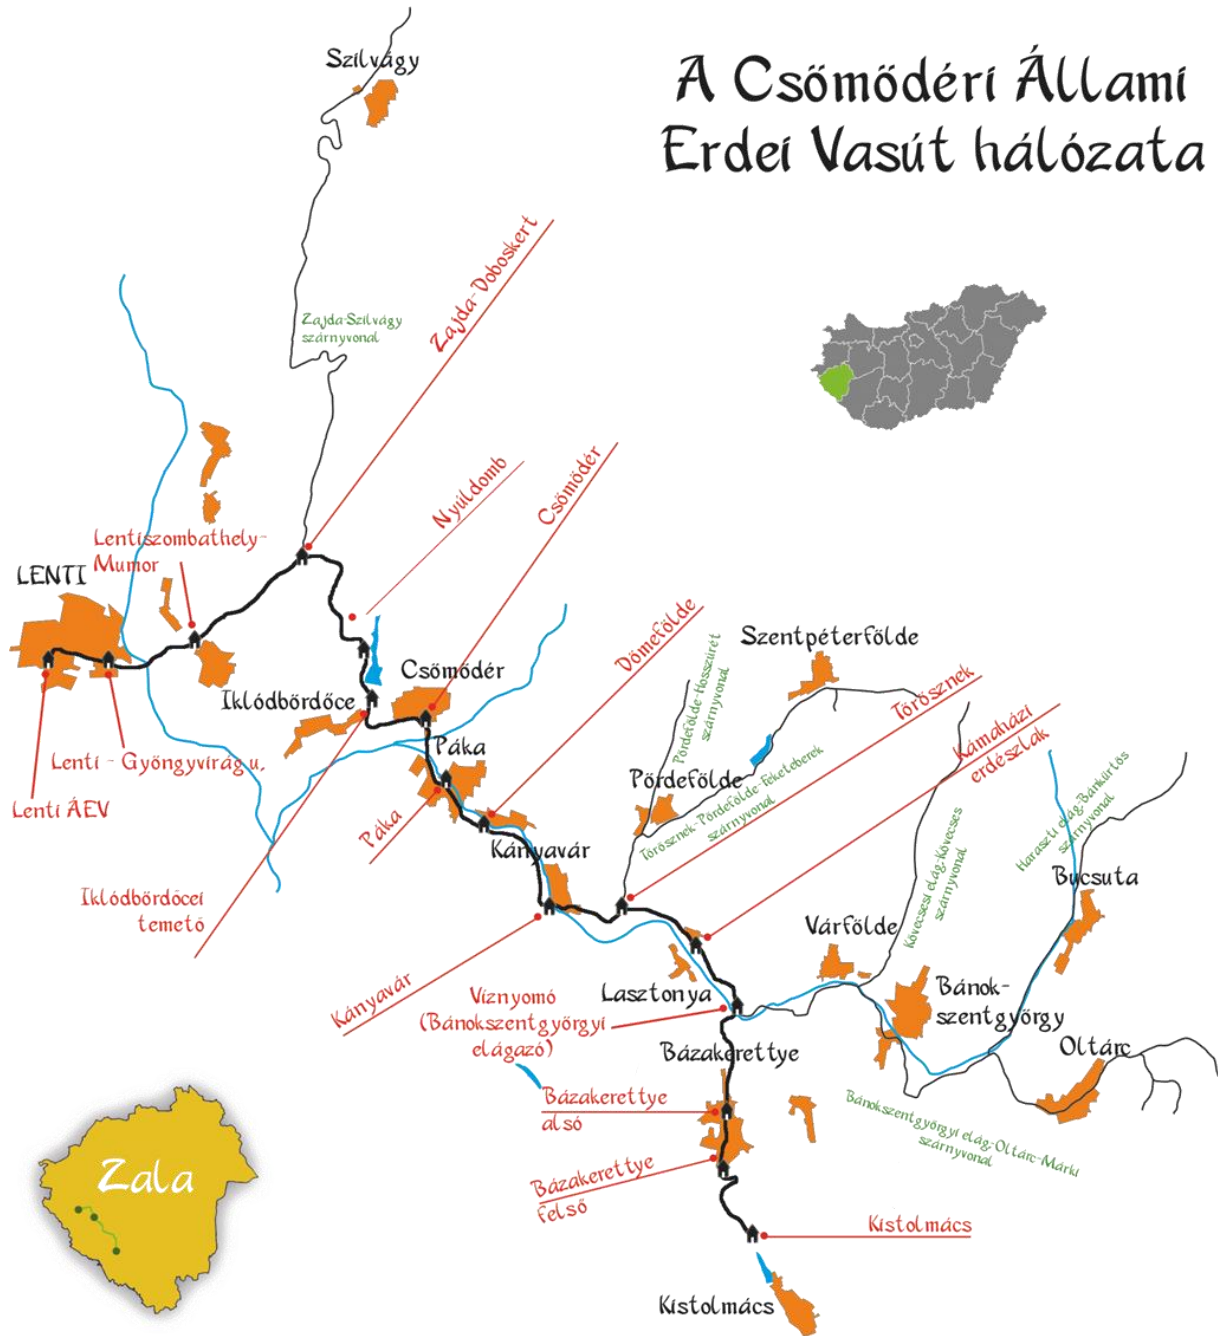 A Csömödéri Állami
Erdei Vasút hálózata
Szilvágy
Zajda-Doboskert
Zajda-Szilvágy
szárnyvonal
Nyúldomb
Csömödér
Lentiszombathely-
Mumor
LENTI
Dömefölde
Szentpéterfölde
Pördefölde-Hosszúrét
szárnyvonal
Csömödér
Iklódbördőce
Törösznek
Kámaházi
erdészlak
Páka
Lenti - Gyöngyvirág u.
Pördefölde
Törösznek-Pördefölde-Feketeberek
szárnyvonal
Haraszti elág-Bánkürtös
szárnyvonal
Lenti ÁEV
Páka
Kövecsesi elág-Kövecses
szárnyvonal
Kányavár
Bucsuta
Iklódbördőcei
temető
Várfölde
Kányavár
Víznyomó
(Bánokszentgyörgyi
elágazó)
Lasztonya
Bánok-
szentgyörgy
Oltárc
Bázakerettye
Bázakerettye
alsó
Bánokszentgyörgyi elág.-Oltárc-Márki
szárnyvonal
Zala
Bázakerettye
felső
Kistolmács
Kistolmács